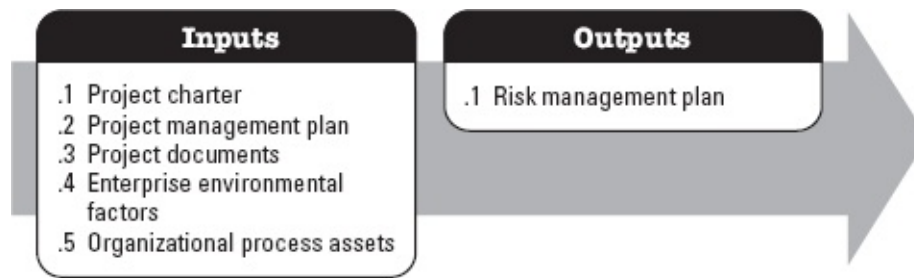 Inputs
.1 Project charter
.2 Project management plan
.3 Project documents
.4 Enterprise environmental
factors
.5 Organizational process assets
Outputs
.1 Risk management plan